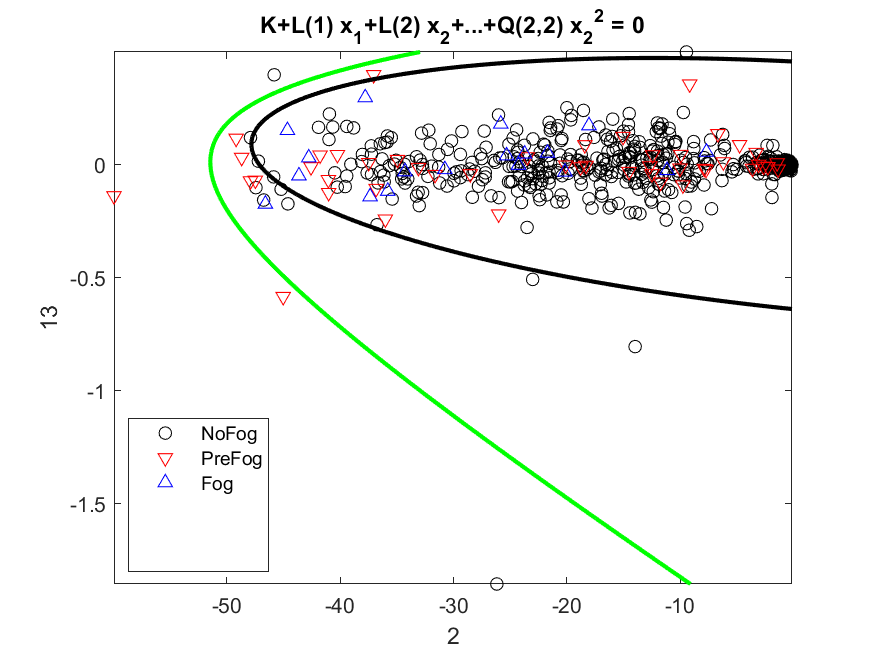 K+L(1) x1+L(2) x2+...+Q(2,2) x2^2 = 0
0
-0.5
-1
-1.5
13
NoFog
PreFog
Fog
-50 -40 -30 -20 -10
2